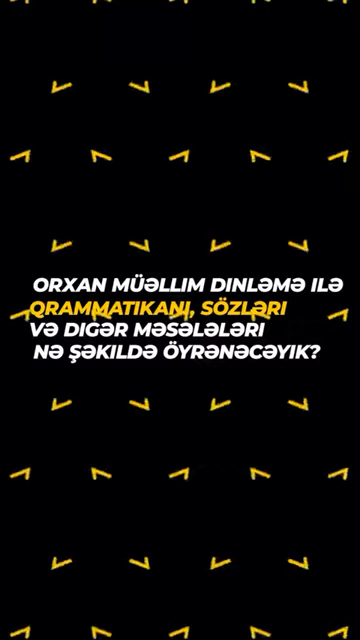 ORXAN MÜƏLLIM DINLƏMƏ ILƏ
QRAMMATIKANI, SÖZLƏRI
VƏ DIGƏR MƏSƏLƏLƏRI
NƏ ŞƏKILDƏ ÖYRƏNƏCƏYIK?